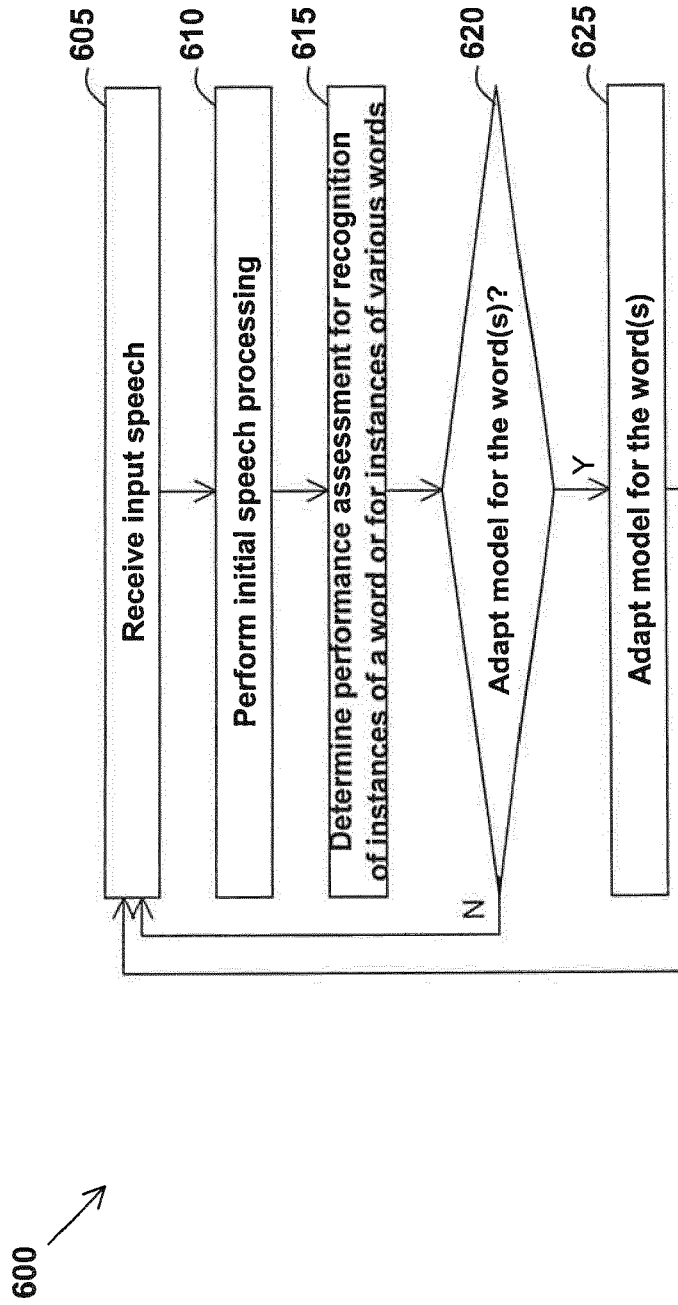 600
605
Receive input speech
610
Perform initial speech processing
615
Determine performance assessment for recognition
of instances of a word or for instances of various words
620
Adapt model for the word(s)?
N
Y
625
Adapt model for the word(s)